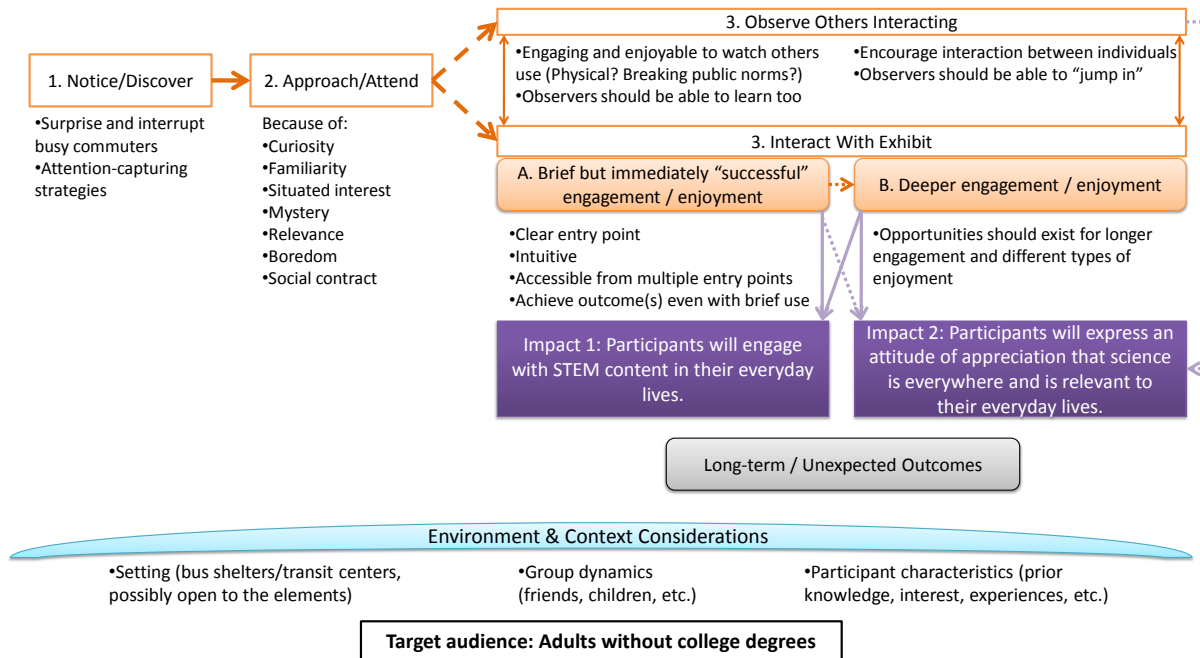 1. Notice/Discover
•Surprise and interrupt
busy commuters
•Attention-capturing
strategies
2. Approach/Attend
Because of:
•Curiosity
•Familiarity
•Situated interest
•Mystery
•Relevance
•Boredom
•Social contract
3. Observe Others Interacting
•Engaging and enjoyable to watch others
use (Physical? Breaking public norms?)
•Observers should be able to learn too
•Encourage interaction between individuals
•Observers should be able to “jump in”
3. Interact With Exhibit
A. Brief but immediately “successful”
engagement / enjoyment
B. Deeper engagement / enjoyment
•Clear entry point
•Intuitive
•Accessible from multiple entry points
•Achieve outcome(s) even with brief use
•Opportunities should exist for longer
engagement and different types of
enjoyment
Impact 1: Participants will engage
with STEM content in their everyday
lives.
Impact 2: Participants will express an
attitude of appreciation that science
is everywhere and is relevant to
their everyday lives.
Long-term / Unexpected Outcomes
Environment & Context Considerations
•Setting (bus shelters/transit centers,
possibly open to the elements)
•Group dynamics
(friends, children, etc.)
•Participant characteristics (prior
knowledge, interest, experiences, etc.)
Target audience: Adults without college degrees